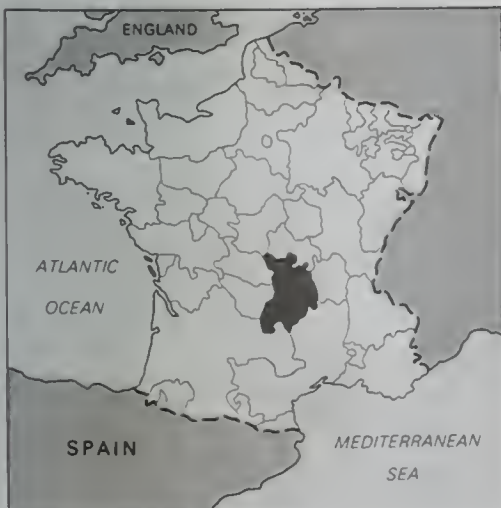 ENGLAND
ATLANTIC
OCEAN
SPAIN
MEDITERRANEAN
SEA